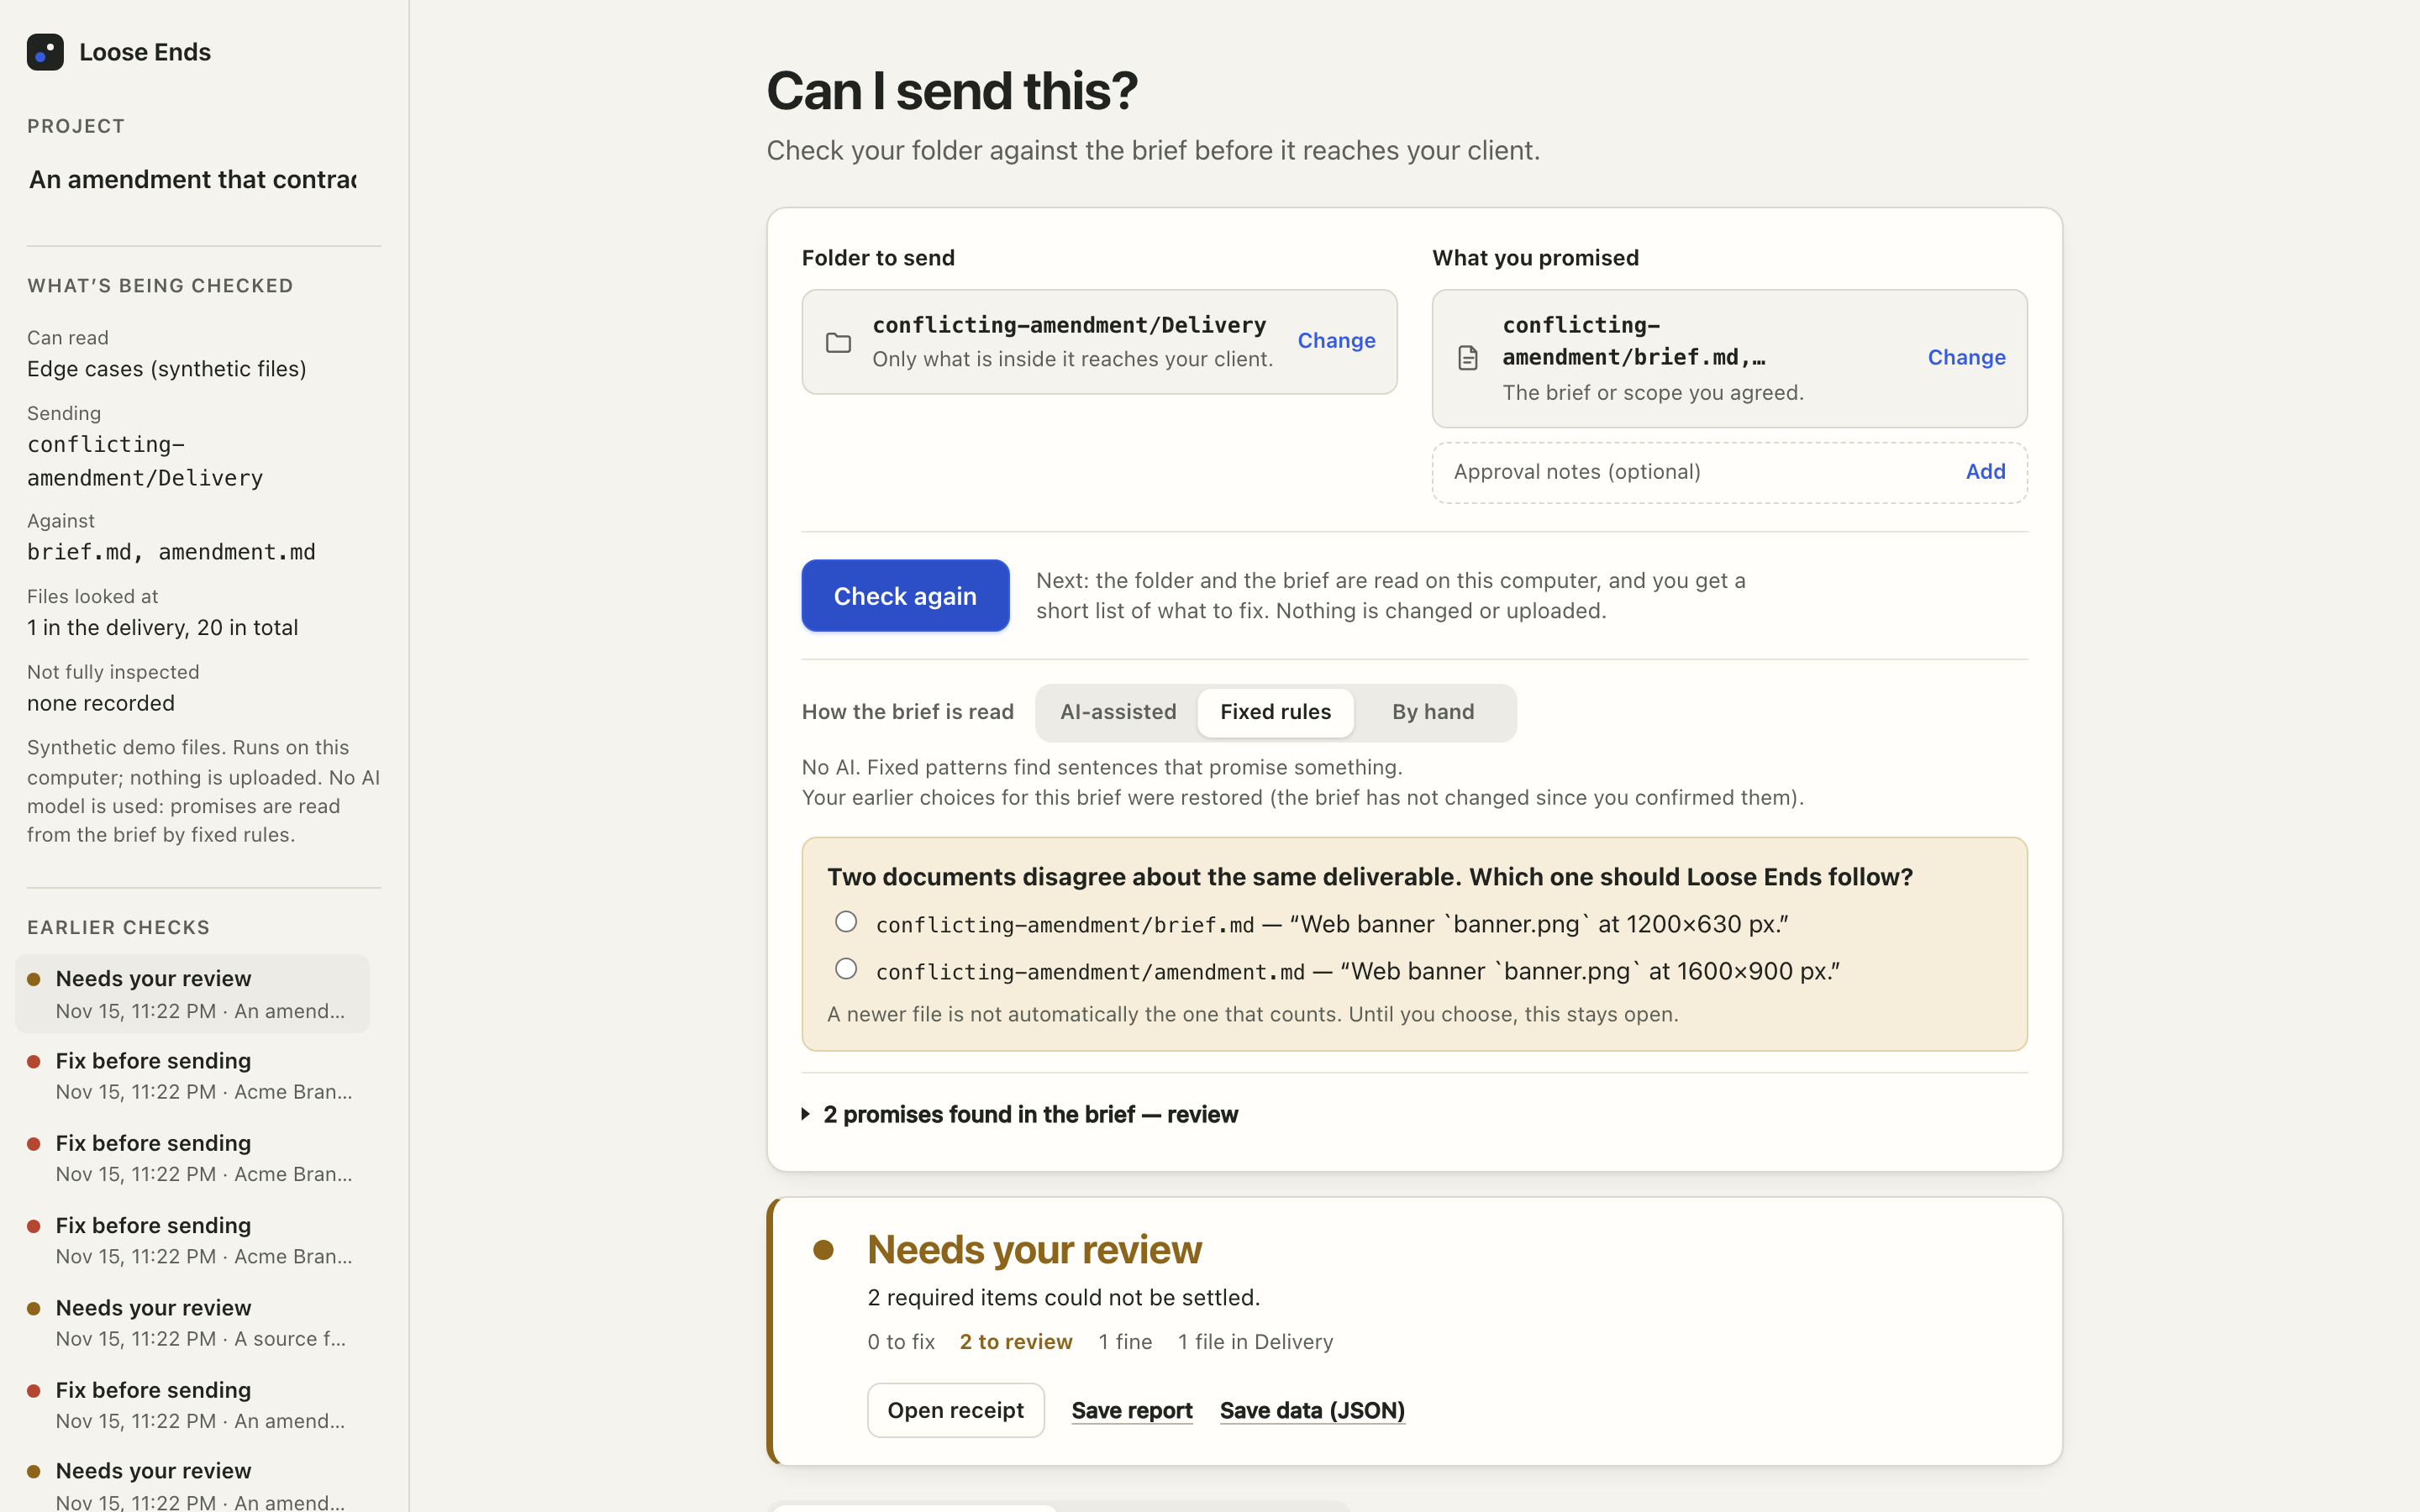 Loose Ends
PROJECT
An amendment that contrac
WHAT’S BEING CHECKED
Can read
Edge cases (synthetic files)
Sending
conflicting-
amendment/Delivery
Against
brief.md, amendment.md
Files looked at
1 in the delivery, 20 in total
Not fully inspected
none recorded
Synthetic demo files. Runs on this
computer; nothing is uploaded. No AI
model is used: promises are read
from the brief by fixed rules.
EARLIER CHECKS
Needs your review
Nov 15, 11:22 PM · An amend…
Fix before sending
Nov 15, 11:22 PM · Acme Bran…
Fix before sending
Nov 15, 11:22 PM · Acme Bran…
Fix before sending
Nov 15, 11:22 PM · Acme Bran…
Needs your review
Nov 15, 11:22 PM · A source f…
Fix before sending
Nov 15, 11:22 PM · An amend…
Needs your review
Nov 15, 11:22 PM · An amend…
Can I send this?
Check your folder against the brief before it reaches your client.
Folder to send
conflicting-amendment/Delivery
Only what is inside it reaches your client.
Change
What you promised
conflicting-
amendment/brief.md,…
The brief or scope you agreed.
Change
Approval notes (optional)
Add
Check again
Next: the folder and the brief are read on this computer, and you get a
short list of what to fix. Nothing is changed or uploaded.
How the brief is read
AI-assisted
Fixed rules
By hand
No AI. Fixed patterns find sentences that promise something.
Your earlier choices for this brief were restored (the brief has not changed since you confirmed them).
Two documents disagree about the same deliverable. Which one should Loose Ends follow?
conflicting-amendment/brief.md — “Web banner `banner.png` at 1200×630 px.”
conflicting-amendment/amendment.md — “Web banner `banner.png` at 1600×900 px.”
A newer file is not automatically the one that counts. Until you choose, this stays open.
2 promises found in the brief — review
Needs your review
2 required items could not be settled.
0 to fix 2 to review 1 fine 1 file in Delivery
Open receipt
Save report
Save data (JSON)